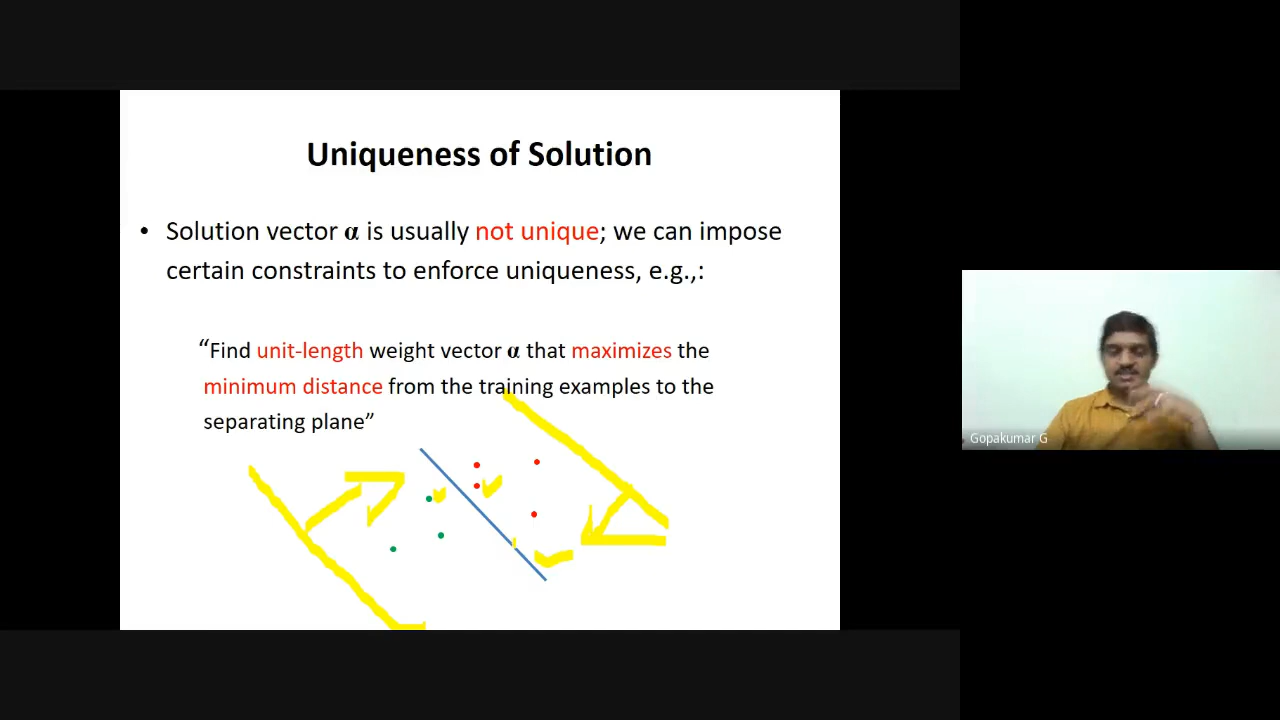 Uniqueness of Solution
• Solution vector α is usually not unique; we can impose
certain constraints to enforce uniqueness, e.g.,:
“Find unit-length weight vector α that maximizes the
minimum distance from the training examples to the
separating plane”
Gopakumar G